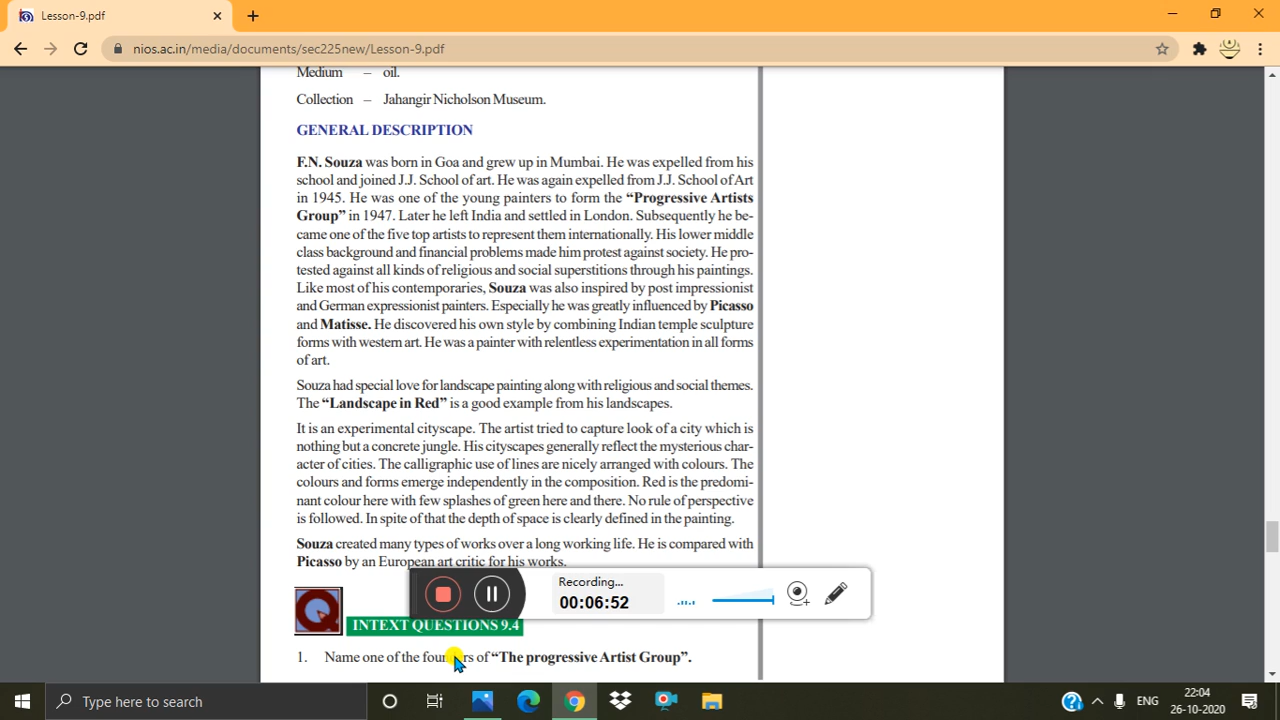 Lesson-9.pdf
nios.ac.in/media/documents/sec225new/Lesson-9.pdf
Medium – oil.
Collection – Jahangir Nicholson Museum.
GENERAL DESCRIPTION
F.N. Souza was born in Goa and grew up in Mumbai. He was expelled from his
school and joined J.J. School of art. He was again expelled from J.J. School of Art
in 1945. He was one of the young painters to form the “Progressive Artists
Group” in 1947. Later he left India and settled in London. Subsequently he be-
came one of the five top artists to represent them internationally. His lower middle
class background and financial problems made him protest against society. He pro-
tested against all kinds of religious and social superstitions through his paintings.
Like most of his contemporaries, Souza was also inspired by post impressionist
and German expressionist painters. Especially he was greatly influenced by Picasso
and Matisse. He discovered his own style by combining Indian temple sculpture
forms with western art. He was a painter with relentless experimentation in all forms
of art.
Souza had special love for landscape painting along with religious and social themes.
The “Landscape in Red” is a good example from his landscapes.
It is an experimental cityscape. The artist tried to capture look of a city which is
nothing but a concrete jungle. His cityscapes generally reflect the mysterious char-
acter of cities. The calligraphic use of lines are nicely arranged with colours. The
colours and forms emerge independently in the composition. Red is the predomi-
nant colour here with few splashes of green here and there. No rule of perspective
is followed. In spite of that the depth of space is clearly defined in the painting.
Souza created many types of works over a long working life. He is compared with
Picasso by an European art critic for his works.
Recording...
00:06:52
INTEXT QUESTIONS 9.4
1. Name one of the founders of “The progressive Artist Group”.
Type here to search
ENG
22:04
26-10-2020